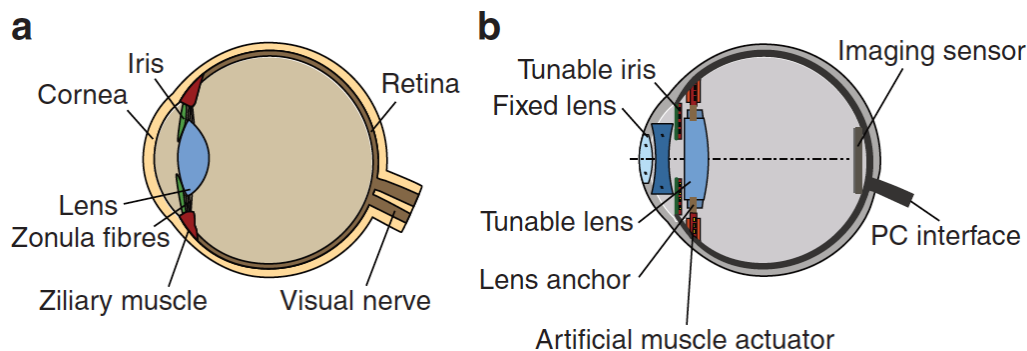 a
Iris
Cornea
Retina
Lens
Zonula fibres
Ziliary muscle
Visual nerve
b
Imaging sensor
Tunable iris
Fixed lens
Tunable lens
PC interface
Lens anchor
Artificial muscle actuator